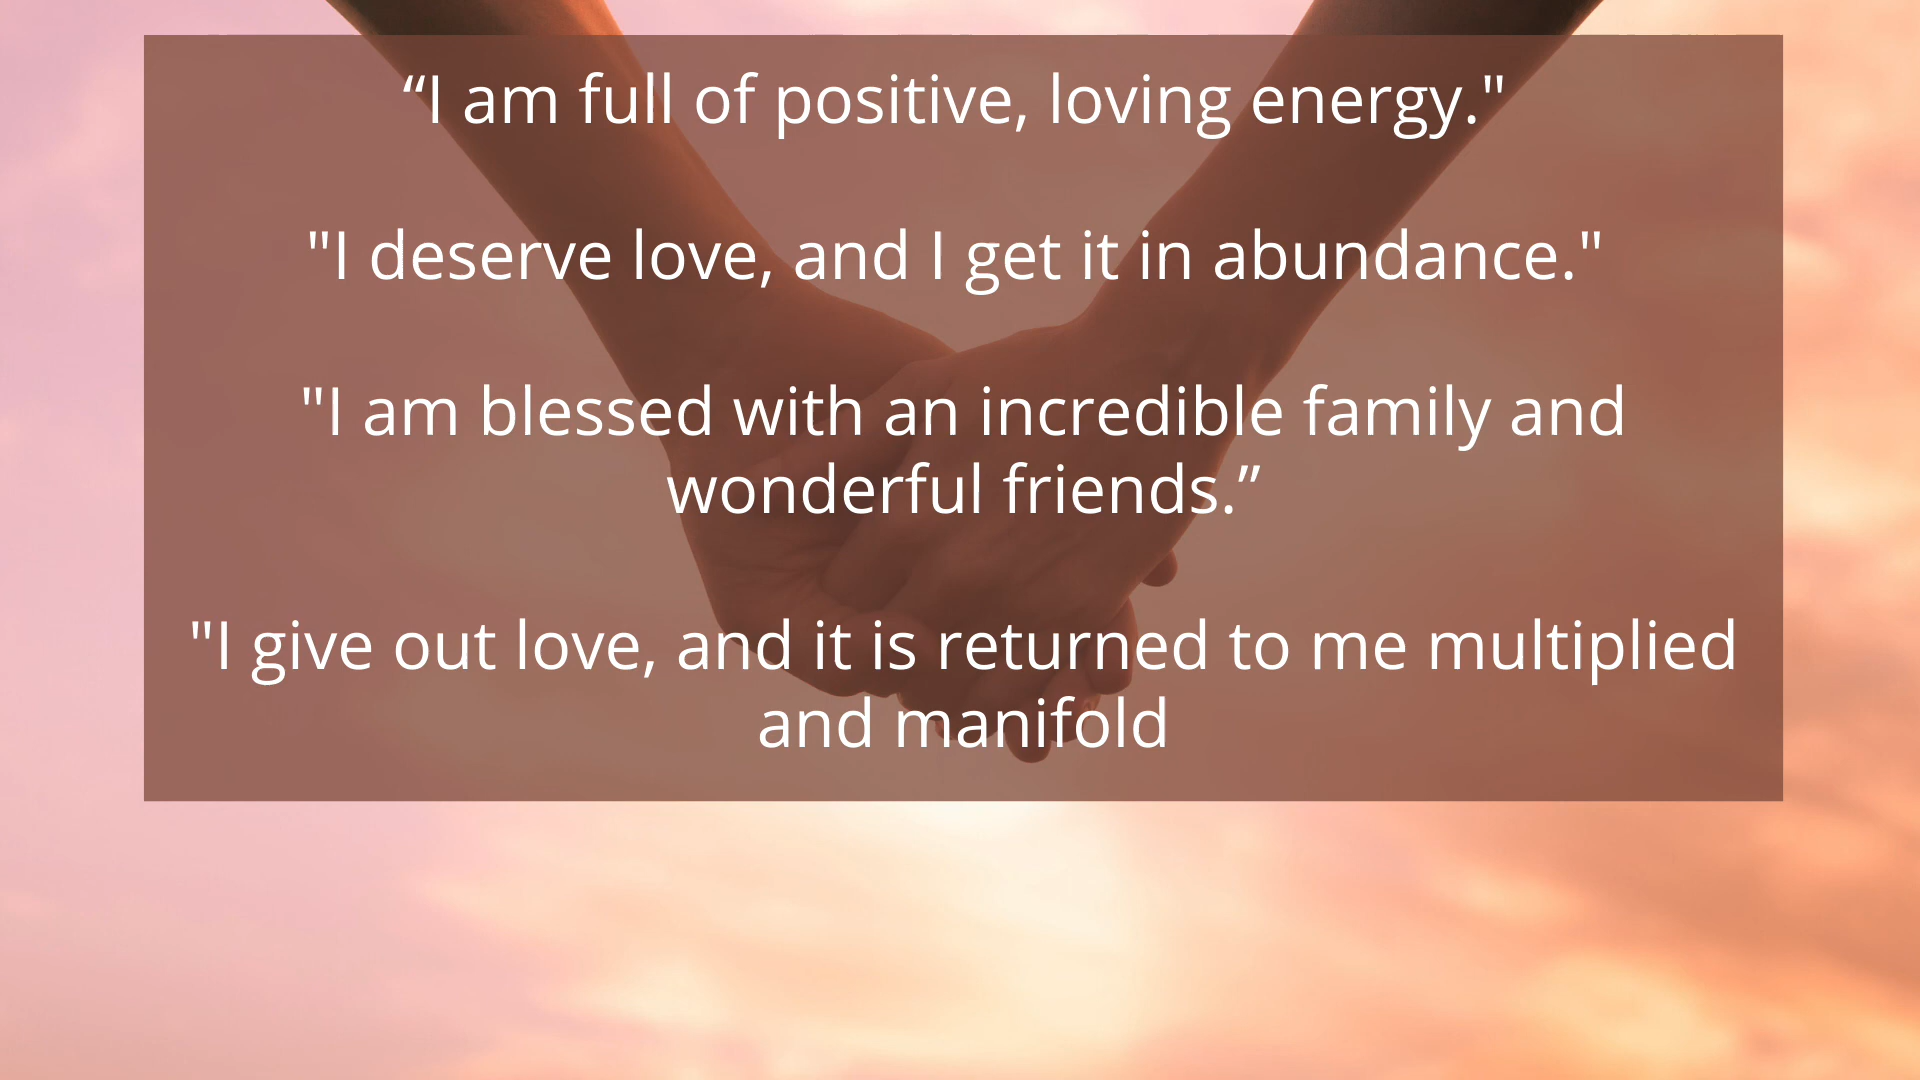 “I am full of positive, loving energy."
"I deserve love, and I get it in abundance."
"I am blessed with an incredible family and
wonderful friends.”
"I give out love, and it is returned to me multiplied
and manifold